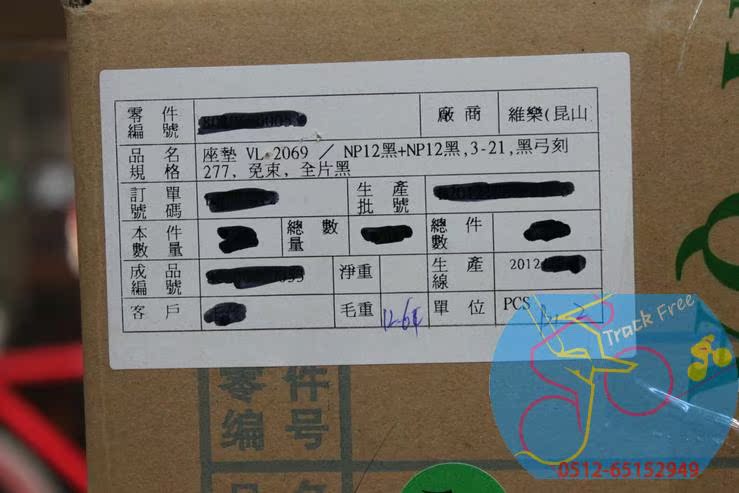 零件 廠商 維樂(昆山
編號
品名 座墊 VL-2069 / NP12黑+NP12黑,3-21,黑弓刻
規格 277, 免束, 全片黑
訂單 生產
號碼 批號
本件 總數 總件
數量 量 數
成品 淨重 生產 2012
編號 線
客戶 毛重 單位 PCS
Track Free
零件
编号
0512-65152949